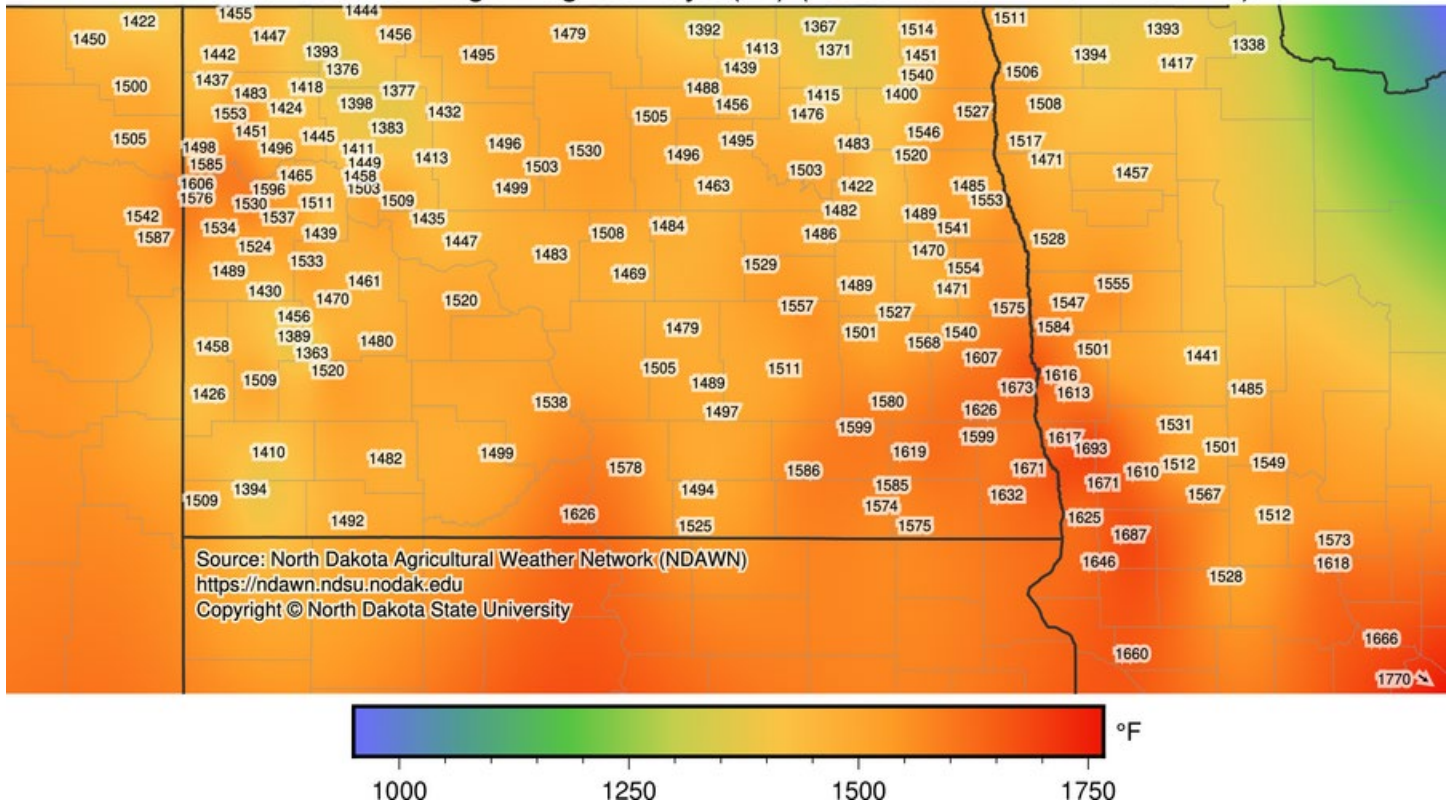 1455 1444 1511
1422 1479 1392 1367 1514 1393
1450 1447 1456 1338
1442 1393 1495 1413 1371 1451 1394 1417
1376 1439
1437 1540 1506
1500 1483 1418 1377 1488 1415 1400
1424 1398 1456 1508
1553 1432 1505 1476 1527
1451 1445 1383 1546
1505 1496 1495 1517
1498 1411 1496 1530 1496 1483 1520
1585 1449 1413 1503 1471
1465 1458 1503 1457
1606 1596 1503 1499 1463 1422 1485
1576 1530 1511 1509 1553
1542 1537 1435 1482 1489
1534 1439 1508 1484 1486 1541
1587 1524 1447 1528
1483 1470
1489 1533 1469 1529 1554
1430 1461 1489 1471 1555
1470 1520 1557 1575 1547
1456 1527
1389 1479 1501 1540 1584
1458 1363 1480 1568 1501
1520 1505 1511 1607 1441
1509 1489 1616
1426 1538 1580 1673 1613 1485
1497 1626
1599 1531
1599 1617
1410 1482 1499 1619 1693 1501
1578 1586 1671 1610 1512 1549
1394 1494 1585 1671
1509 1632 1567
1492 1626 1525 1574 1575 1625 1512
1687 1573
Source: North Dakota Agricultural Weather Network (NDAWN) 1646 1618
https://ndawn.ndsu.nodak.edu 1528
Copyright © North Dakota State University
1660 1666
1770
°F
1000 1250 1500 1750